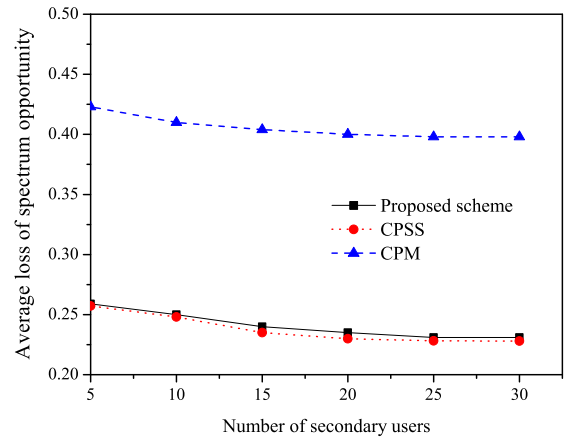 Average loss of spectrum opportunity
0.50
0.45
0.40
0.35
0.30
0.25
0.20
Proposed scheme
CPSS
CPM
5 10 15 20 25 30
Number of secondary users